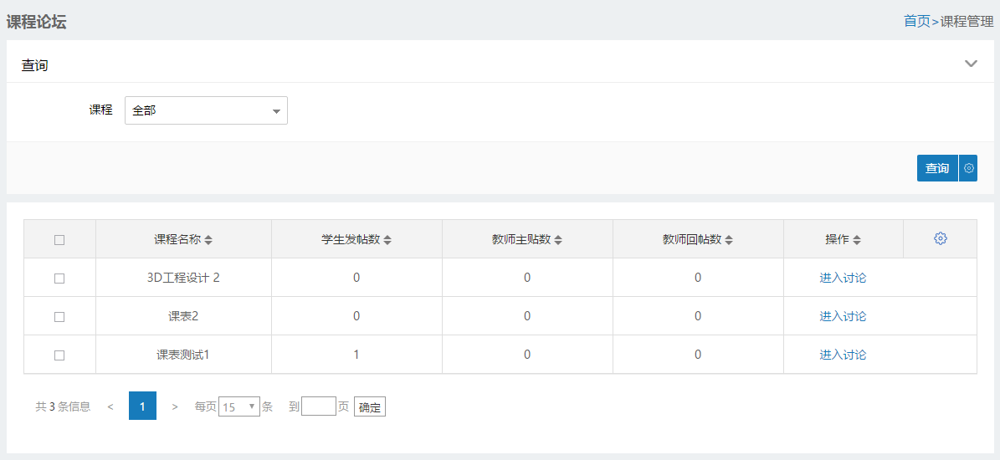 课程论坛
首页>课程管理
查询
课程 全部
查询
课程名称 学生发帖数 教师主贴数 教师回帖数 操作
3D工程设计 2 0 0 0 进入讨论
课表2 0 0 0 进入讨论
课表测试1 1 0 0 进入讨论
共 3 条信息 < 1 > 每页 15 条 到 页 确定